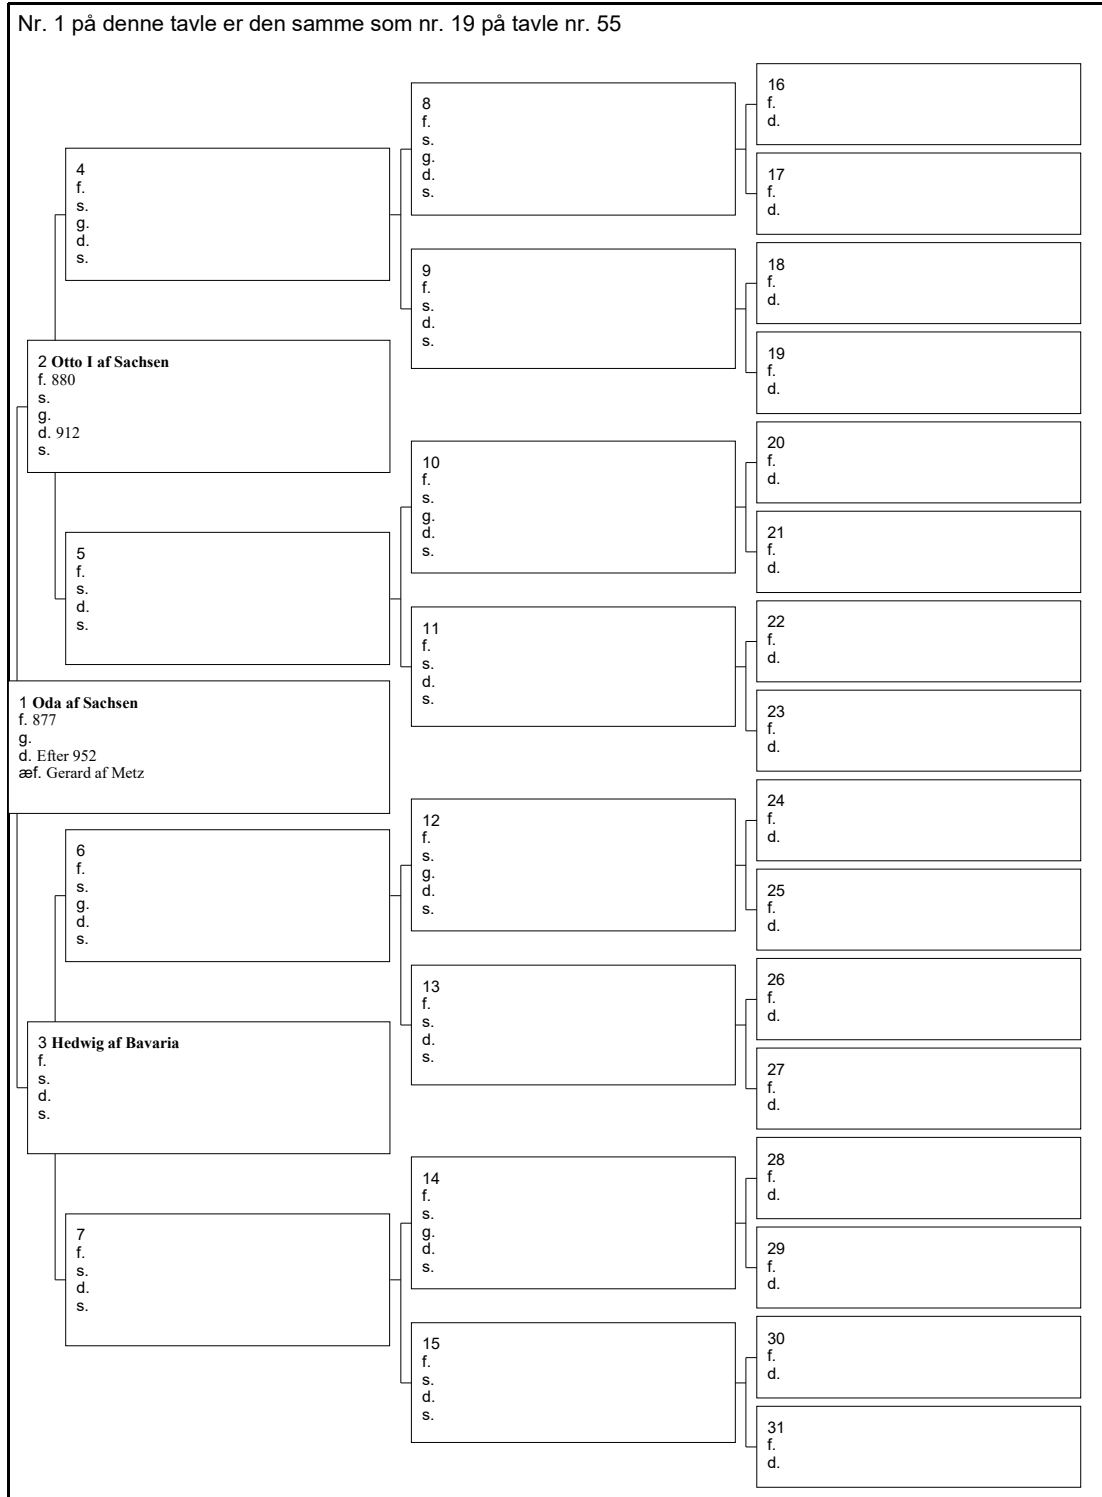 Nr. 1 på denne tavle er den samme som nr. 19 på tavle nr. 55
16
f.
d.
8
f.
s.
g.
d.
s.
17
f.
d.
4
f.
s.
g.
d.
s.
18
f.
d.
9
f.
s.
d.
s.
19
f.
d.
2 Otto I af Sachsen
f. 880
s.
g.
d. 912
s.
20
f.
d.
10
f.
s.
g.
d.
s.
21
f.
d.
5
f.
s.
d.
s.
22
f.
d.
11
f.
s.
d.
s.
23
f.
d.
1 Oda af Sachsen
f. 877
g.
d. Efter 952
æf. Gerard af Metz
24
f.
d.
12
f.
s.
g.
d.
s.
25
f.
d.
6
f.
s.
g.
d.
s.
26
f.
d.
13
f.
s.
d.
s.
27
f.
d.
3 Hedwig af Bavaria
f.
s.
d.
s.
28
f.
d.
14
f.
s.
g.
d.
s.
29
f.
d.
7
f.
s.
d.
s.
30
f.
d.
15
f.
s.
d.
s.
31
f.
d.